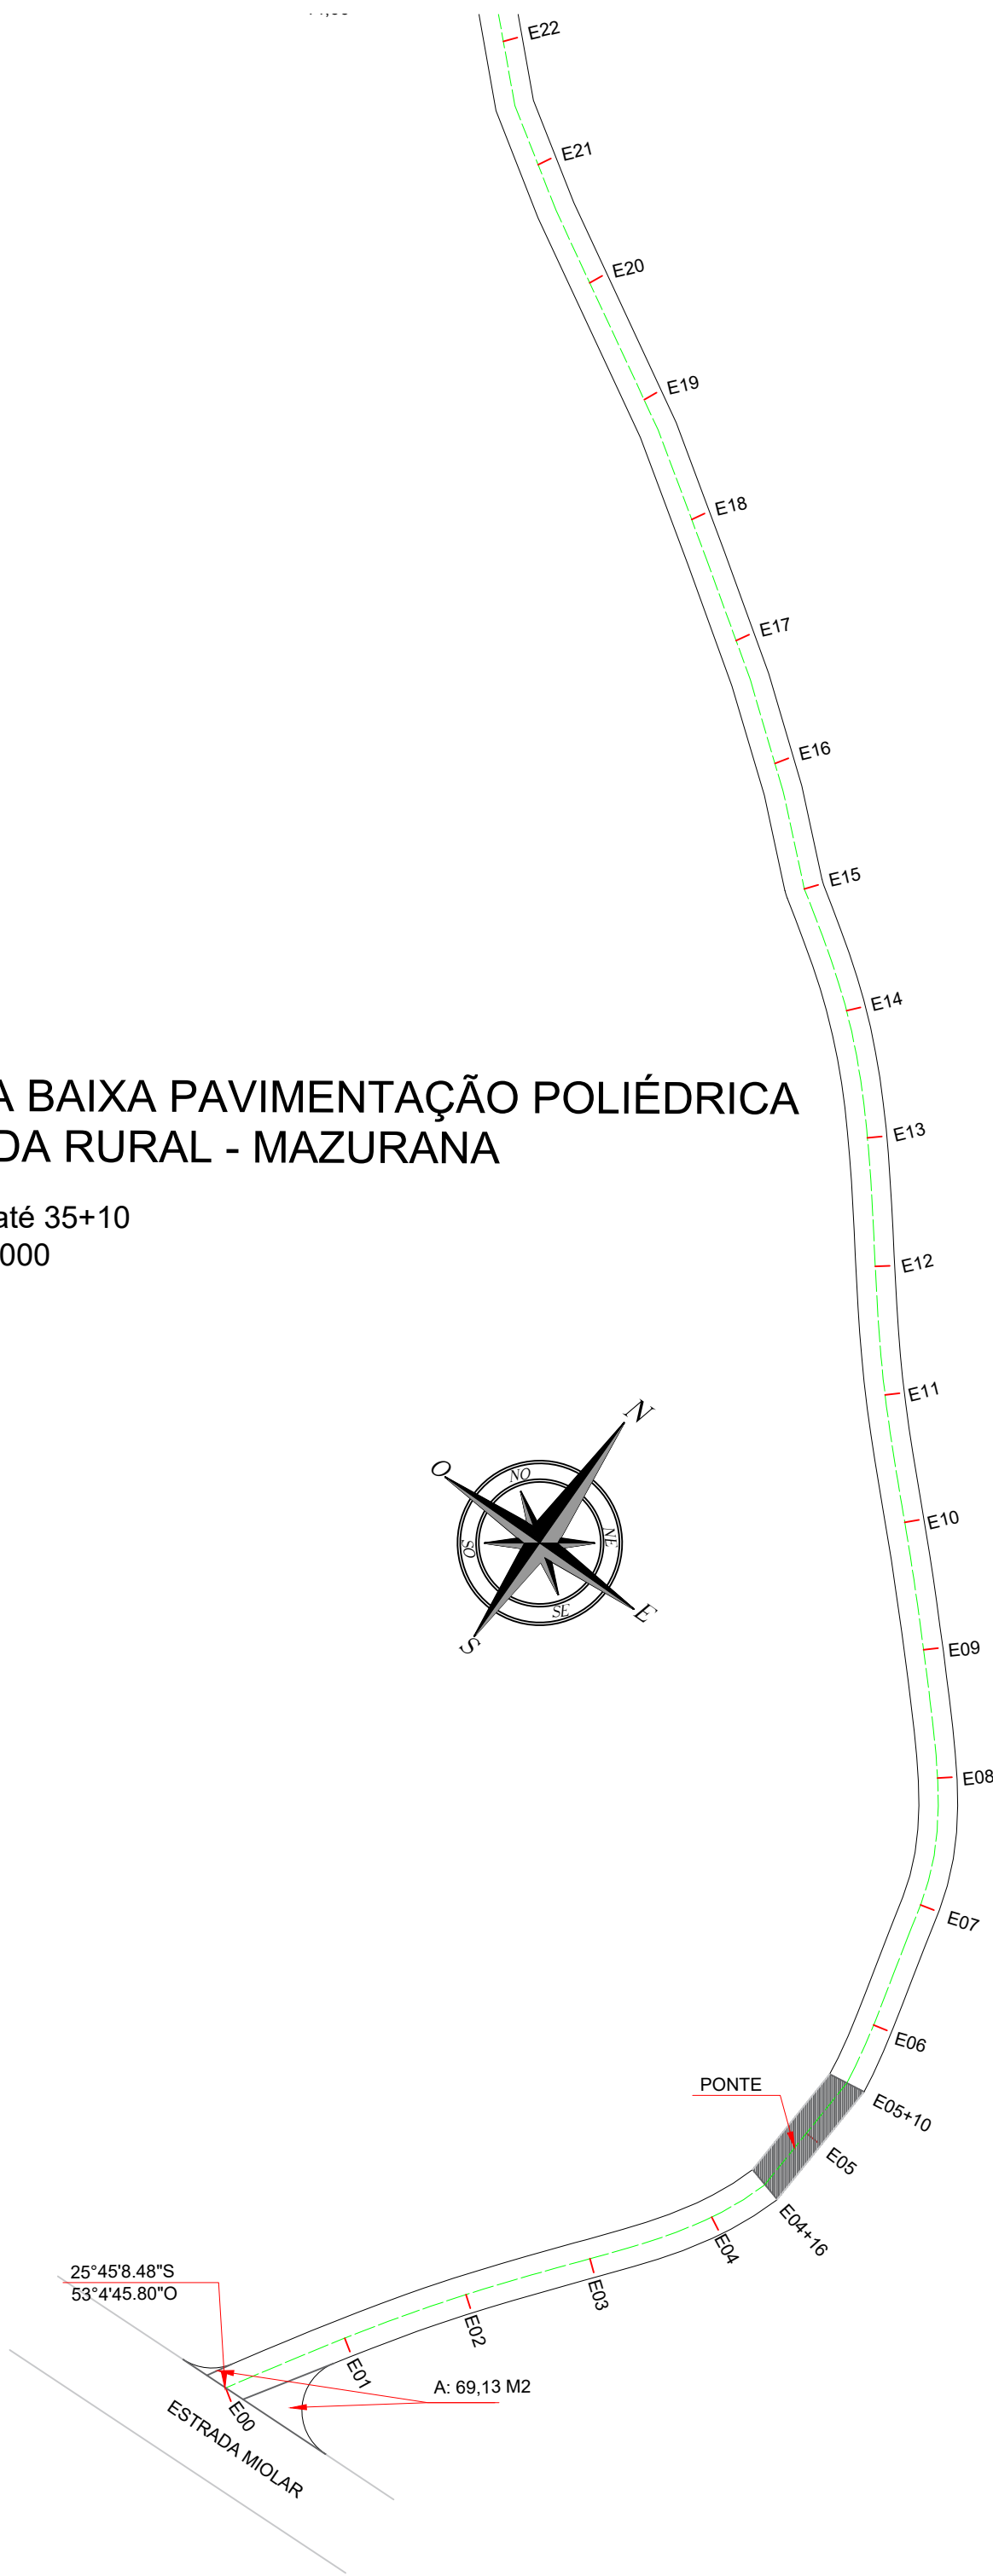 E22
E21
E20
E19
E18
E17
E16
E15
E14
A BAIXA PAVIMENTAÇÃO POLIÉDRICA
DA RURAL - MAZURANA
E13
até 35+10
000
E12
E11
N
O
NO
NE
SO
SE
E
S
E10
E09
E08
E07
E06
PONTE
E05+10
E05
E04+16
E04
25°45'8.48"S
53°4'45.80"O
E03
E02
E01
A: 69,13 M2
E00
ESTRADA MIOLAR